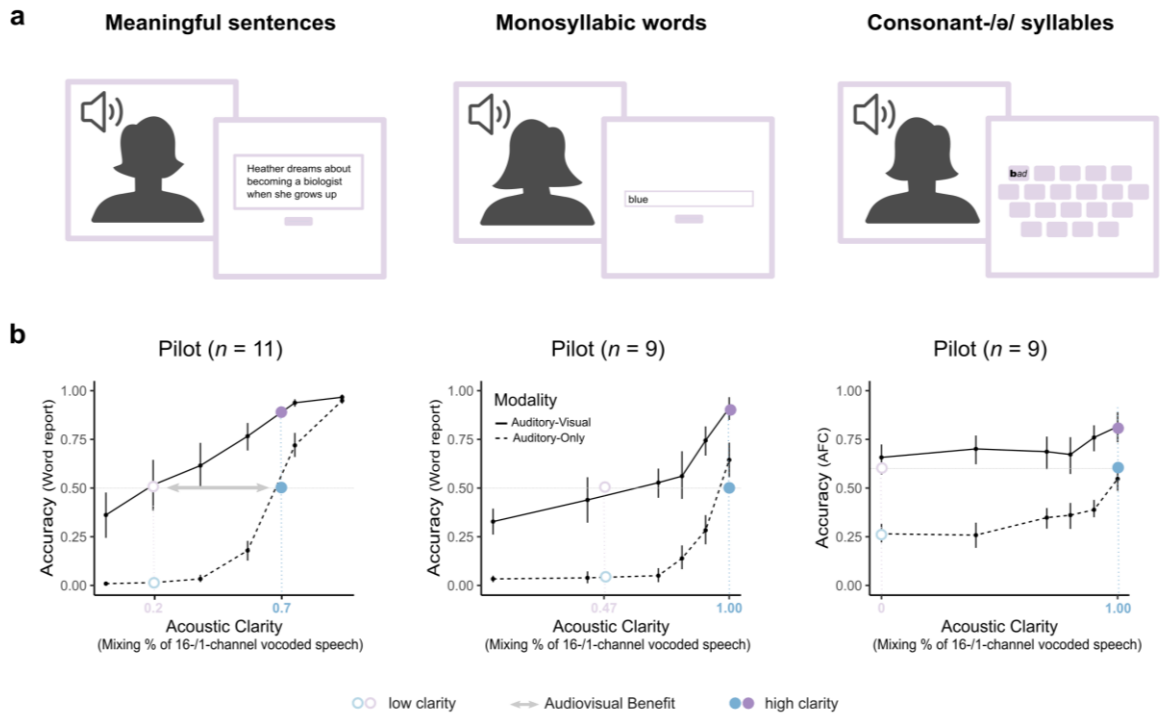 a
Meaningful sentences
Monosyllabic words
Consonant-/ə/ syllables
Heather dreams about
becoming a biologist
when she grows up
blue
bad
b
Pilot (n = 11)
Pilot (n = 9)
Pilot (n = 9)
Accuracy (Word report)
1.00
0.75
0.50
0.25
0.00
0.2
0.7
Acoustic Clarity
(Mixing % of 16-/1-channel vocoded speech)
Accuracy (Word report)
1.00
0.75
0.50
0.25
0.00
Modality
Auditory-Visual
Auditory-Only
0.47
1.00
Acoustic Clarity
(Mixing % of 16-/1-channel vocoded speech)
Accuracy (AFC)
1.00
0.75
0.50
0.25
0.00
0
1.00
Acoustic Clarity
(Mixing % of 16-/1-channel vocoded speech)
low clarity
Audiovisual Benefit
high clarity